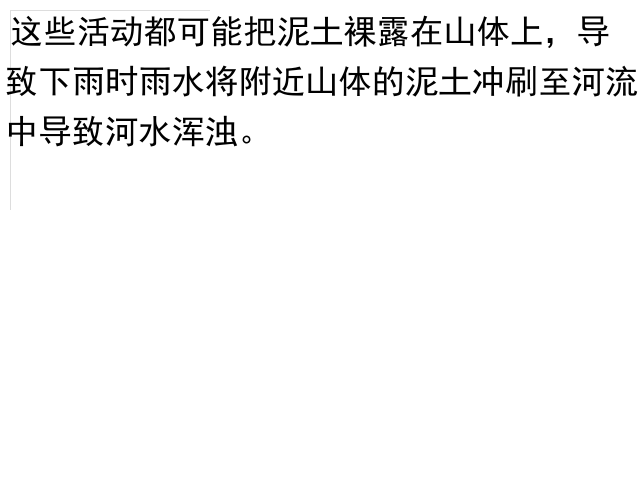 这些活动都可能把泥土裸露在山体上，导
致下雨时雨水将附近山体的泥土冲刷至河流
中导致河水浑浊。